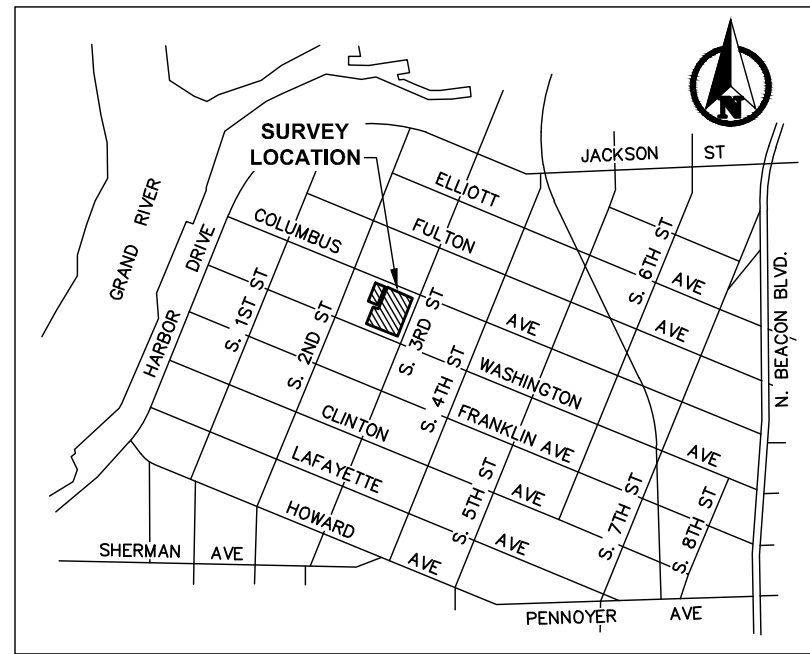 N
SURVEY
LOCATION
JACKSON ST
ELLIOTT AVE
COLUMBUS AVE
FULTON AVE
GRAND RIVER
HARBOR DRIVE
S. 1ST ST
S. 2ND ST
S. 3RD ST
S. 4TH ST
S. 5TH ST
S. 6TH ST
S. 7TH ST
S. 8TH ST
N. BEACON BLVD.
WASHINGTON AVE
FRANKLIN AVE
CLINTON AVE
LAFAYETTE AVE
HOWARD AVE
SHERMAN AVE
PENNOYER AVE